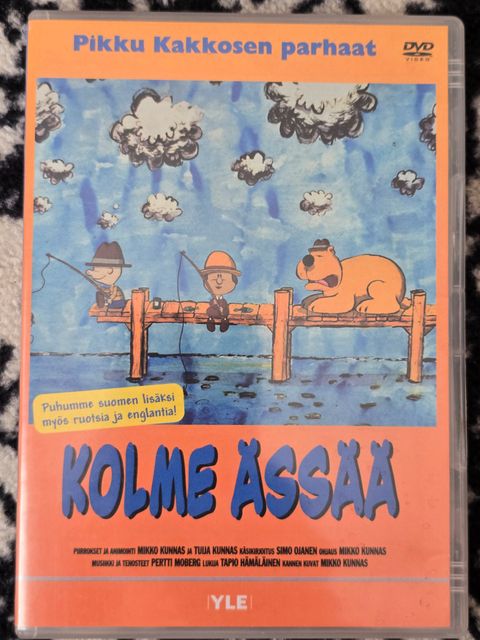 Pikku Kakkosen parhaat
DVD
VIDEO
Puhumme suomen lisäksi
myös ruotsia ja englantia!
KOLME ÄSSÄÄ
PIIRROKSET JA ANIMOINTI MIKKO KUNNAS JA TUIJA KUNNAS KÄSIKIRJOITUS SIMO OJANEN OHJAUS MIKKO KUNNAS
MUSIIKKI JA TEHOSTEET PERTTI MOBERG LUKIJA TAPIO HÄMÄLÄINEN KANNEN KUVAT MIKKO KUNNAS
YLE